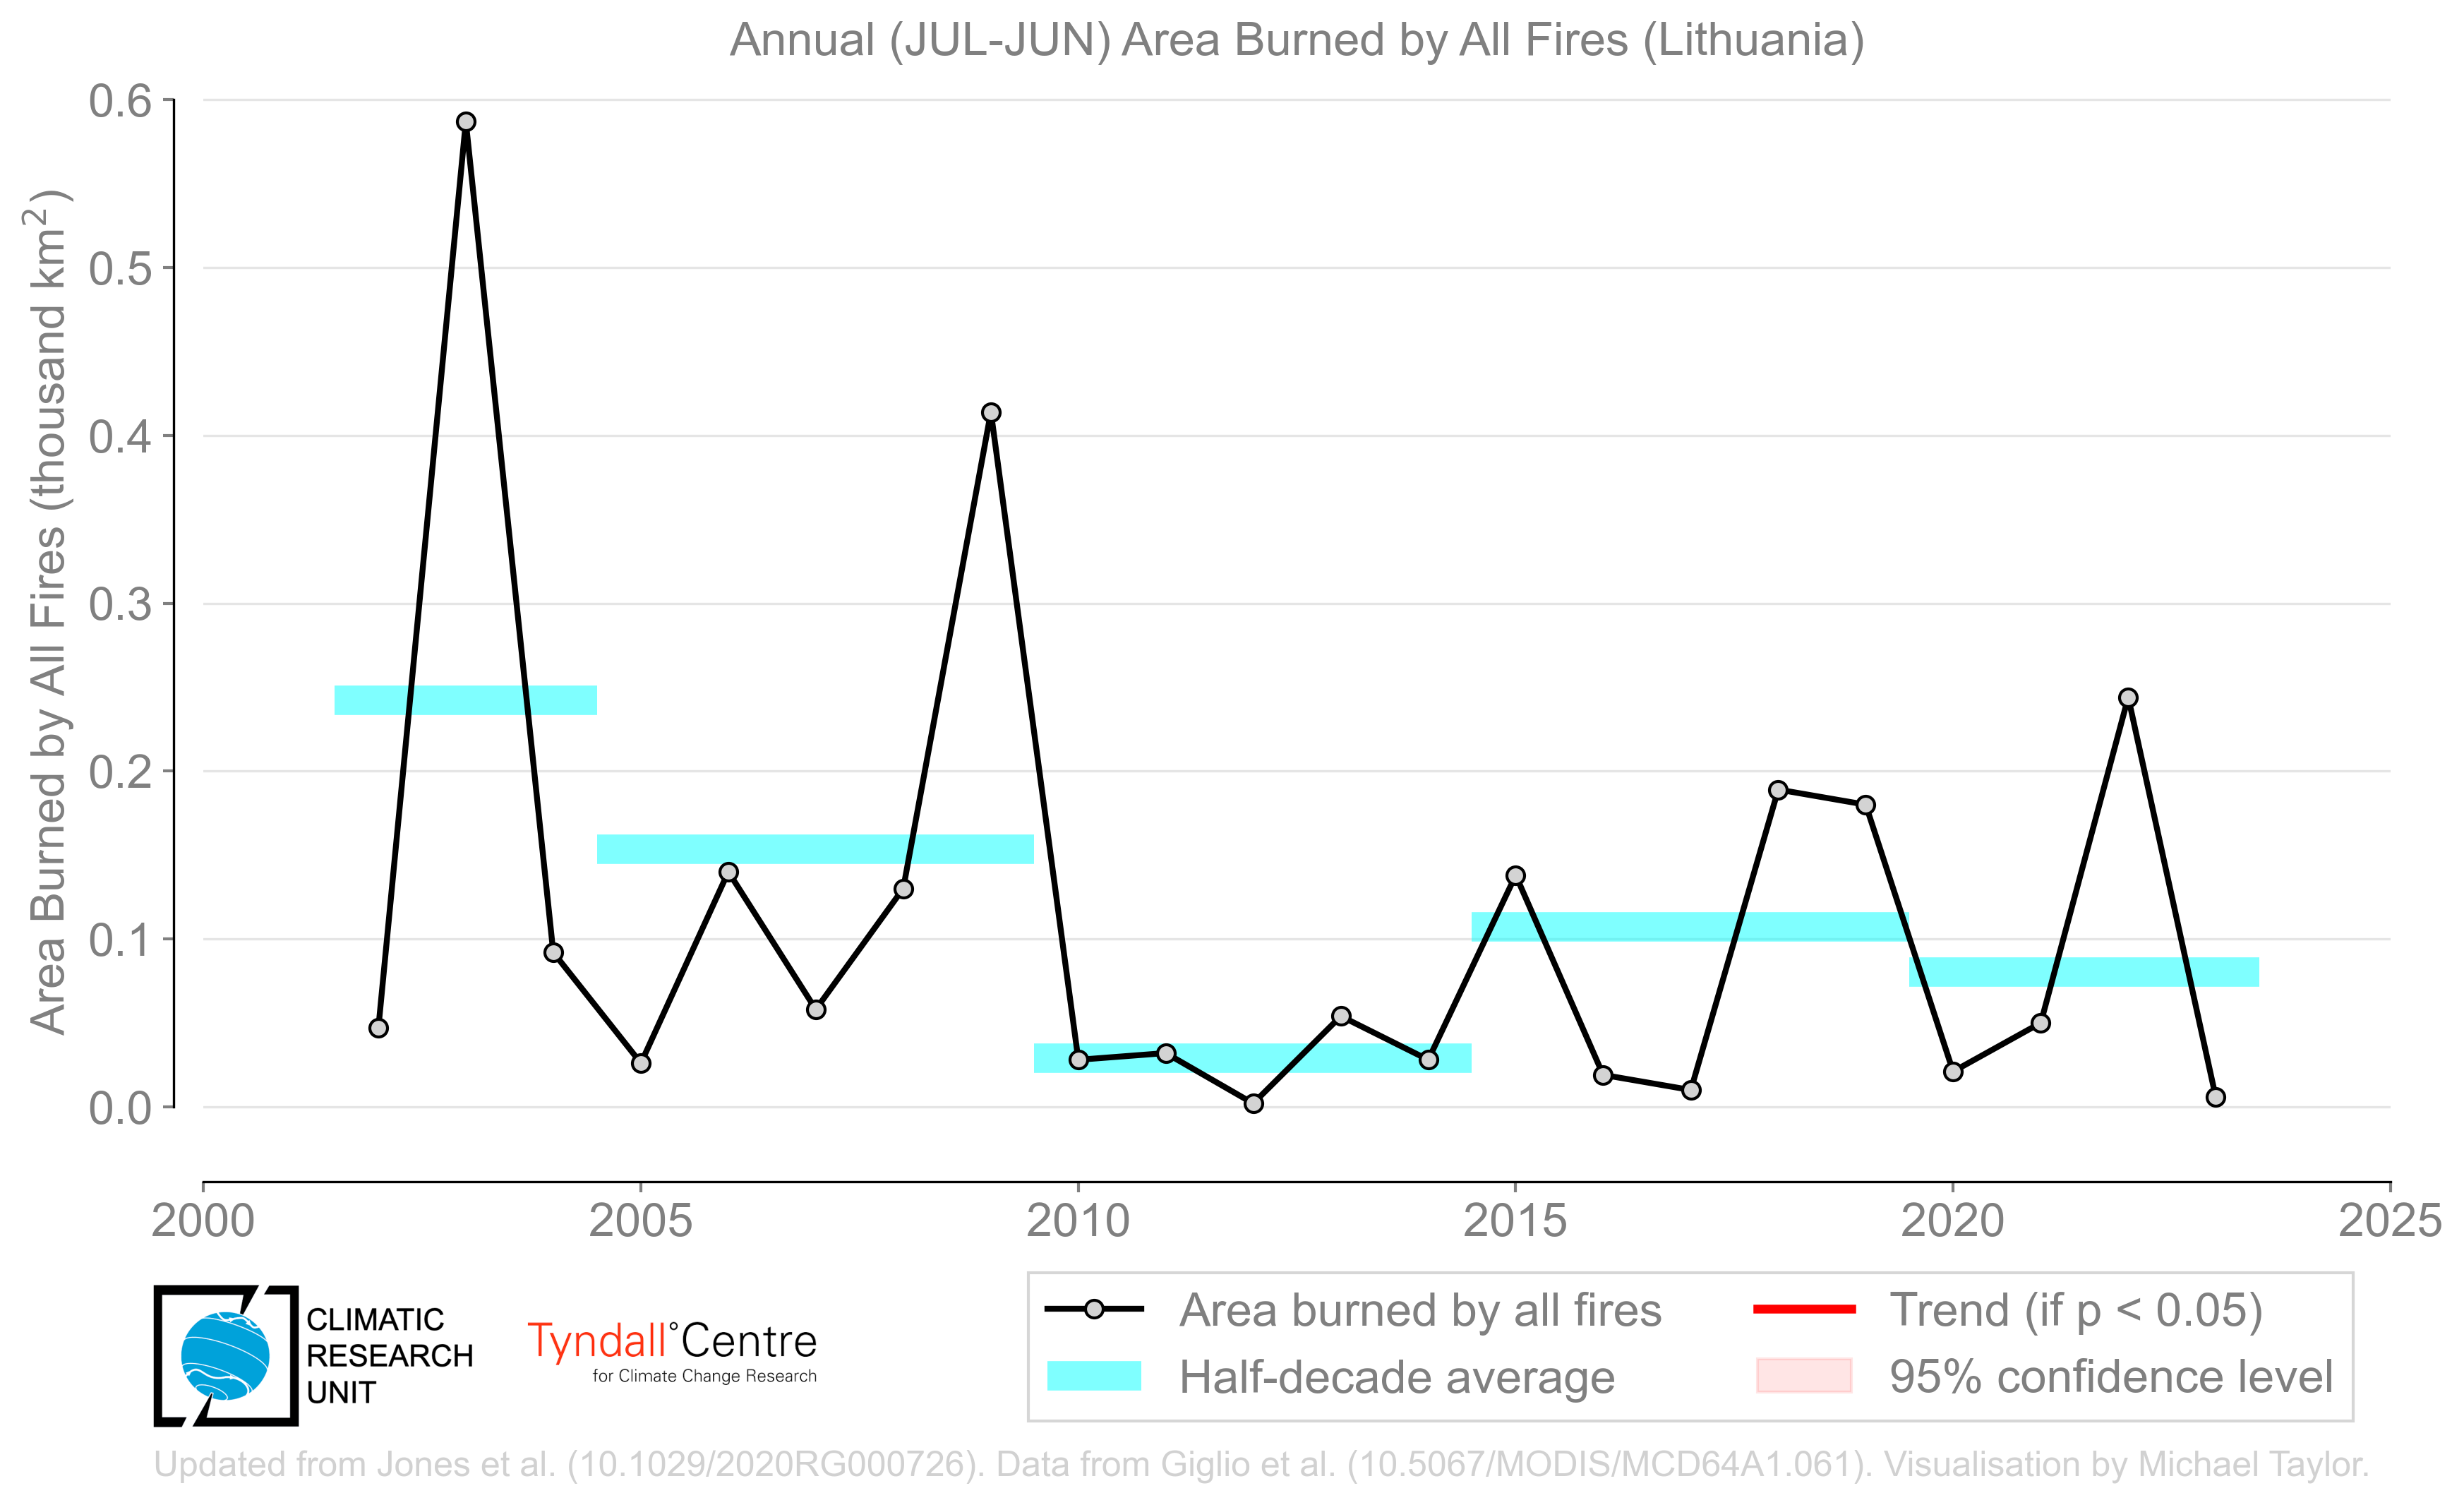 Annual (JUL-JUN) Area Burned by All Fires (Lithuania)
Area Burned by All Fires (thousand km²)
0.6
0.5
0.4
0.3
0.2
0.1
0.0
2000 2005 2010 2015 2020 2025
CLIMATIC
RESEARCH
UNIT
Tyndall°Centre
for Climate Change Research
Area burned by all fires
Half-decade average
Trend (if p < 0.05)
95% confidence level
Updated from Jones et al. (10.1029/2020RG000726). Data from Giglio et al. (10.5067/MODIS/MCD64A1.061). Visualisation by Michael Taylor.